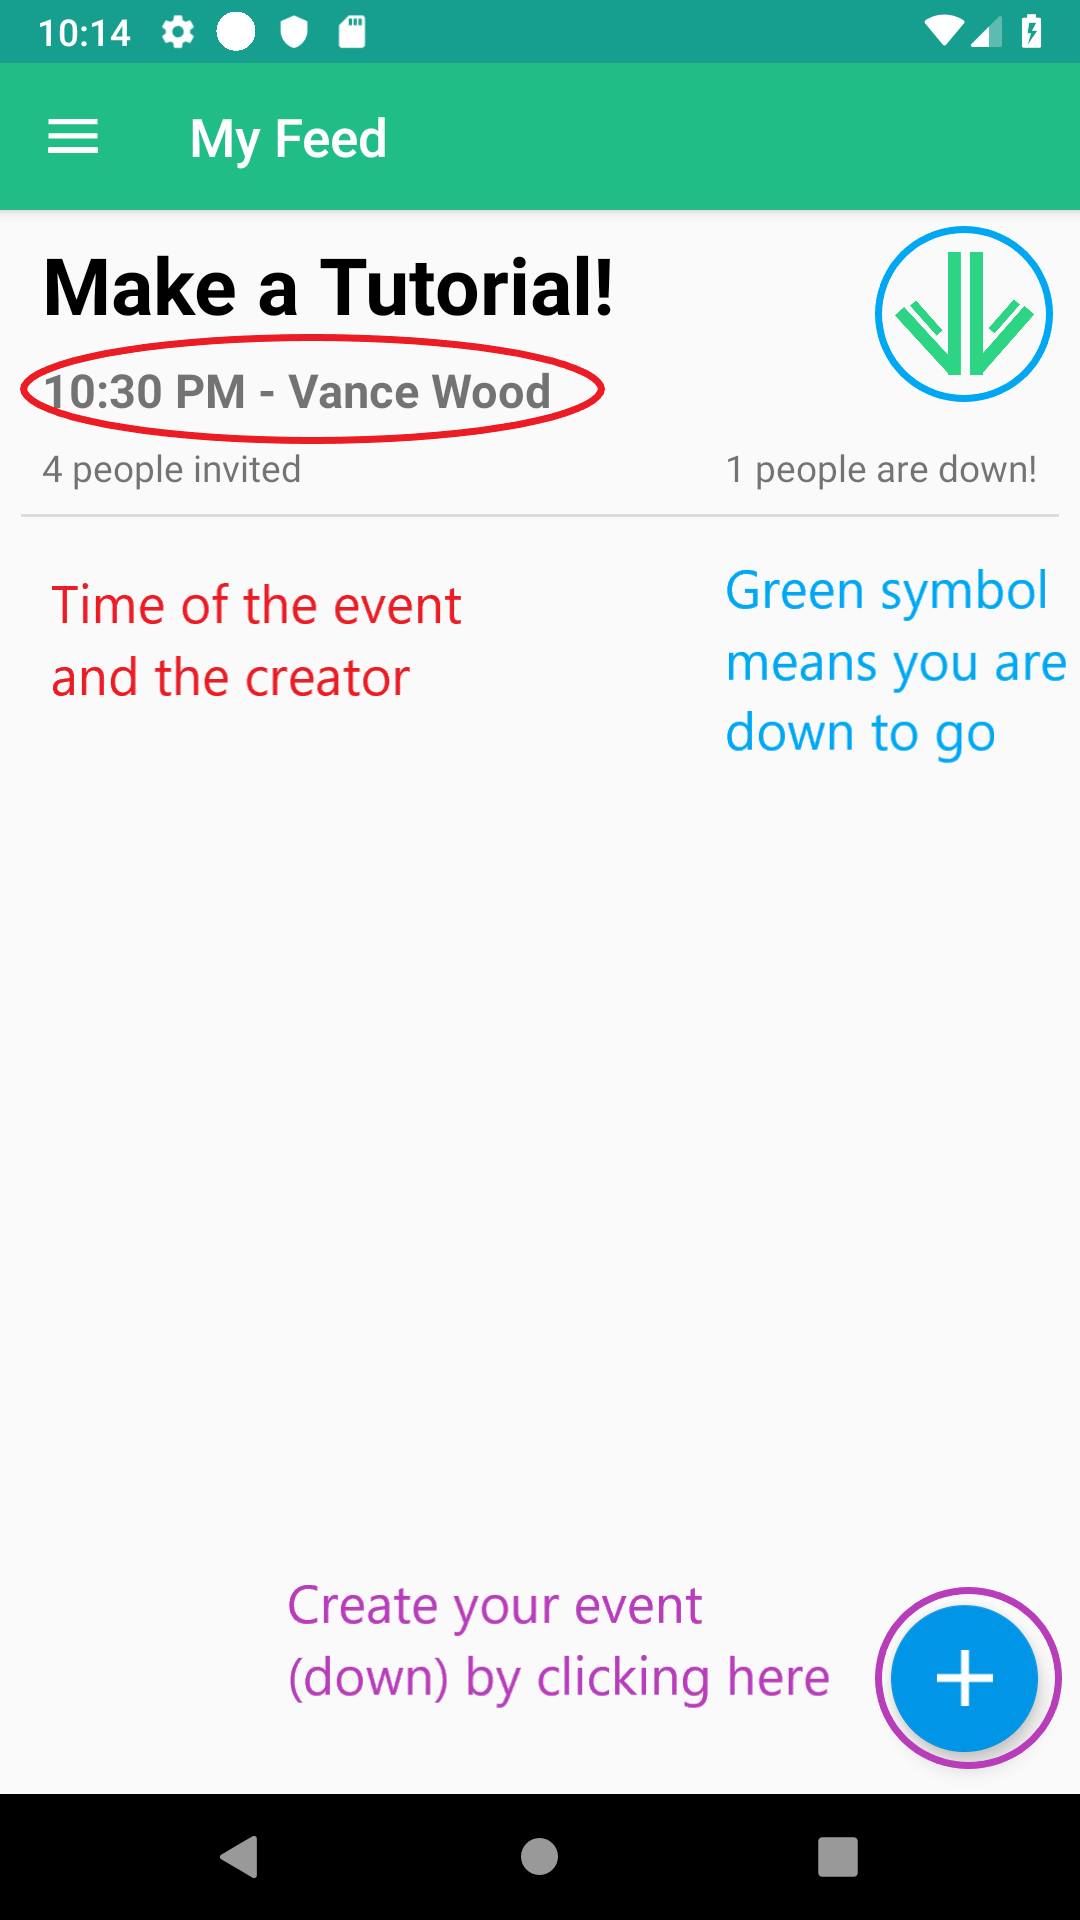 10:14
My Feed
Make a Tutorial!
10:30 PM - Vance Wood
4 people invited
1 people are down!
Time of the event
and the creator
Green symbol
means you are
down to go
Create your event
(down) by clicking here